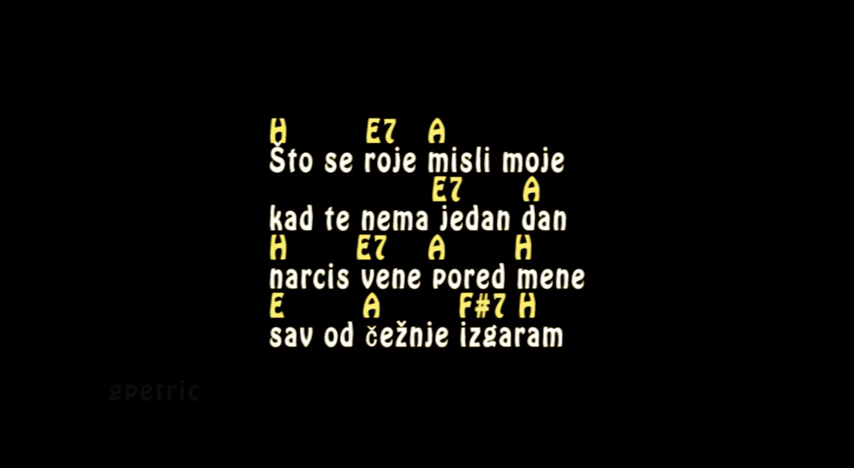 H E7 A
Što se roje misli moje
E7 A
kad te nema jedan dan
H E7 A H
narcis vene pored mene
E A F#7 H
sav od čežnje izgaram
gpetric